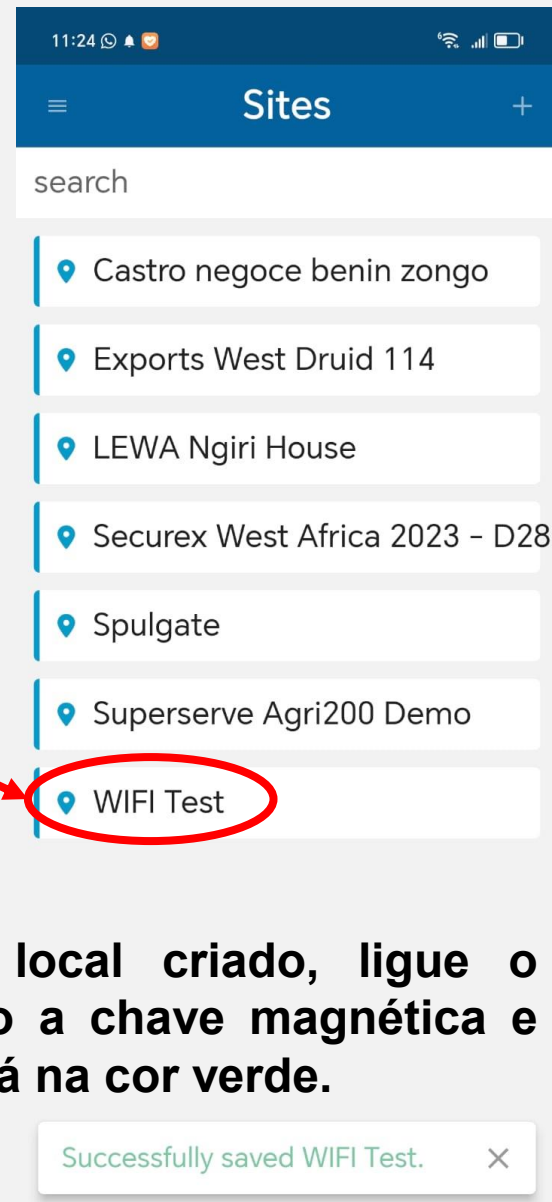 11:24
Sites
search
Castro negoce benin zongo
Exports West Druid 114
LEWA Ngiri House
Securex West Africa 2023 - D28
Spulgate
Superserve Agri200 Demo
WIFI Test
local criado, ligue o
a chave magnética e
na cor verde.
Successfully saved WIFI Test.